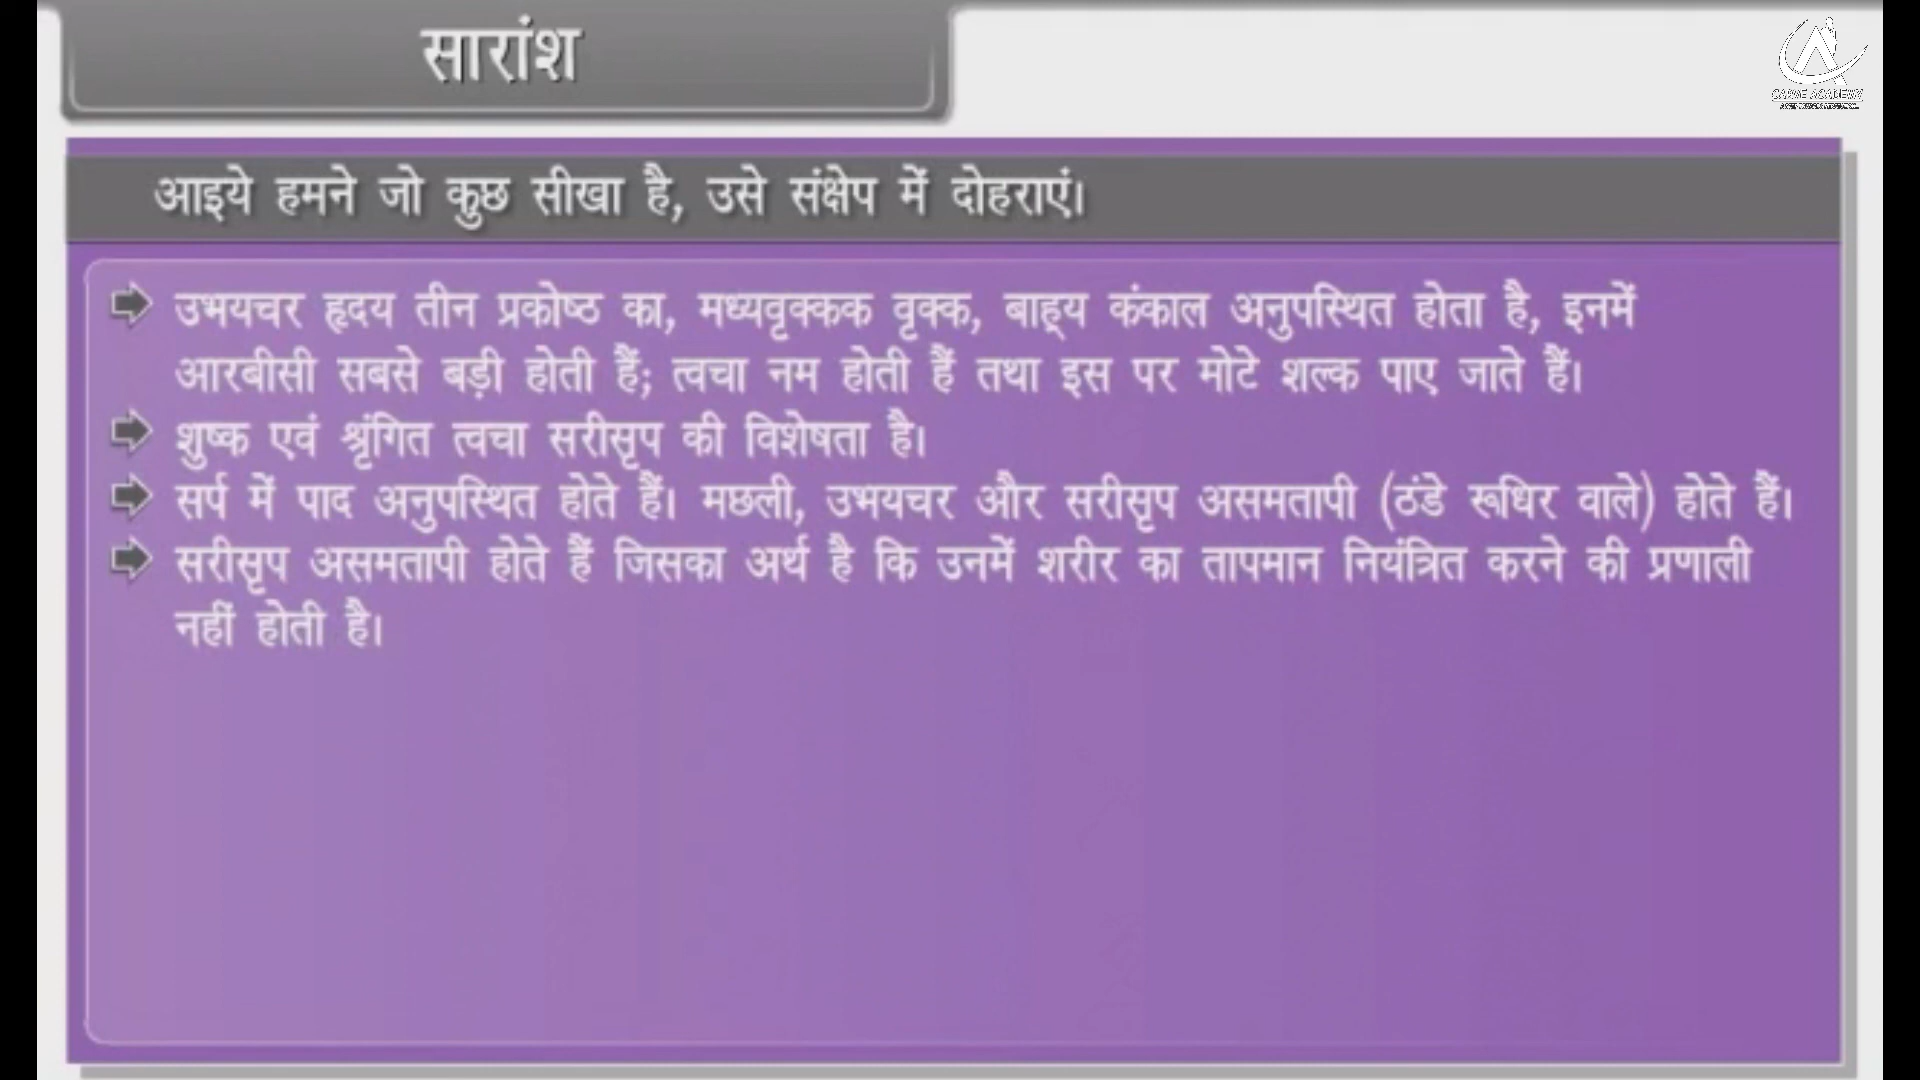 सारांश
आइये हमने जो कुछ सीखा है, उसे संक्षेप में दोहराएं।
उभयचर हृदय तीन प्रकोष्ठ का, मध्यवृक्कक वृक्क, बाह्य कंकाल अनुपस्थित होता है, इनमें
आरबीसी सबसे बड़ी होती हैं; त्वचा नम होती हैं तथा इस पर मोटे शल्क पाए जाते हैं।
शुष्क एवं श्रृंगित त्वचा सरीसृप की विशेषता है।
सर्प में पाद अनुपस्थित होते हैं। मछली, उभयचर और सरीसृप असमतापी (ठंडे रूधिर वाले) होते हैं।
सरीसृप असमतापी होते हैं जिसका अर्थ है कि उनमें शरीर का तापमान नियंत्रित करने की प्रणाली
नहीं होती है।